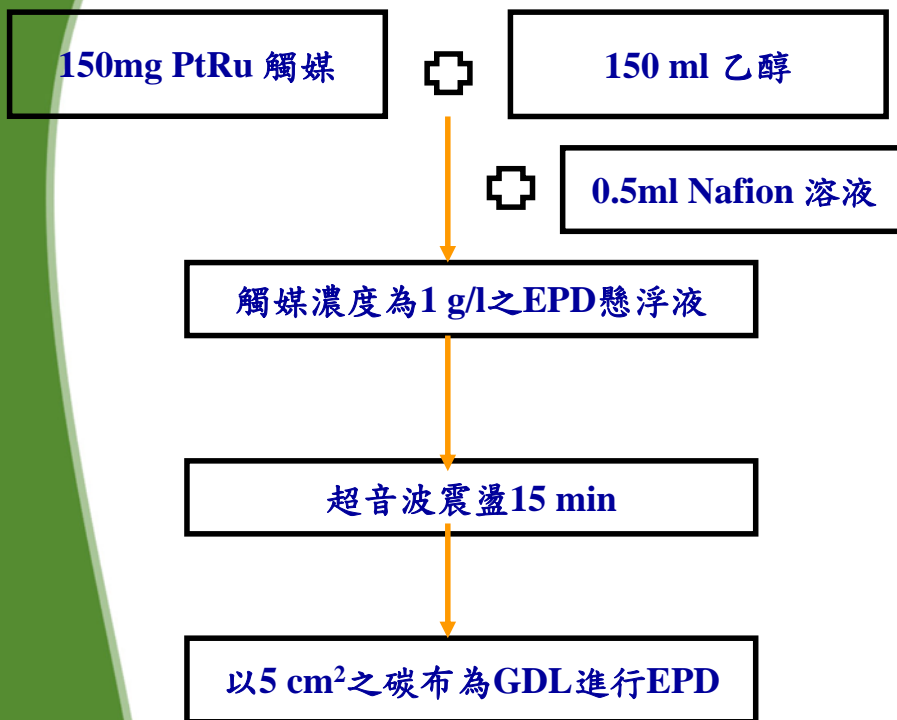 150mg PtRu 觸媒
150 ml 乙醇
0.5ml Nafion 溶液
觸媒濃度為1 g/l之EPD懸浮液
超音波震盪15 min
以5 cm²之碳布為GDL進行EPD